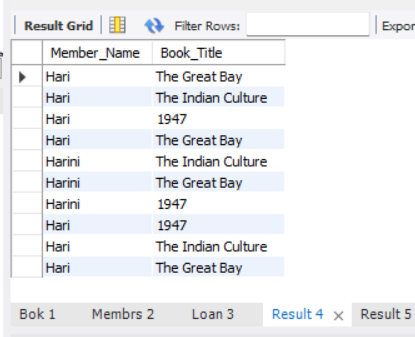 Result Grid Filter Rows: Expor
Member_Name Book_Title
Hari The Great Bay
Hari The Indian Culture
Hari 1947
Hari The Great Bay
Harini The Indian Culture
Harini The Great Bay
Harini 1947
Hari 1947
Hari The Indian Culture
Hari The Great Bay
Bok 1 Membrs 2 Loan 3 Result 4 × Result 5